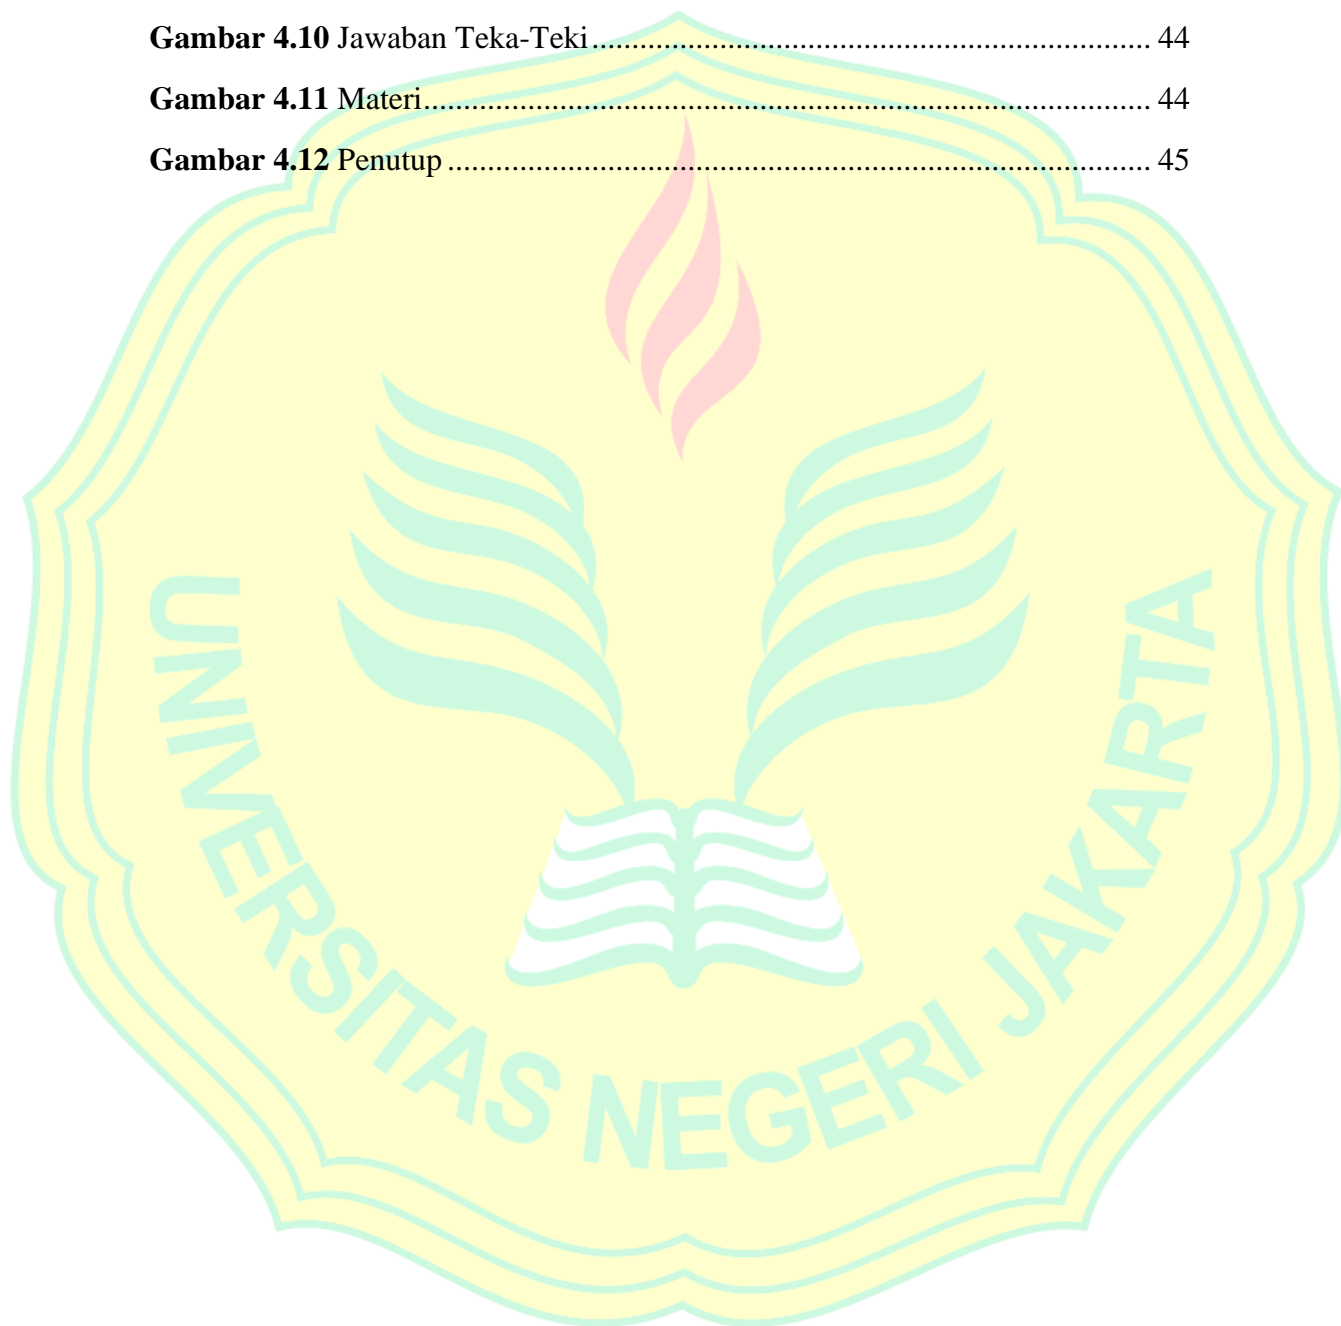 Gambar 4.10 Jawaban Teka-Teki...................................................................... 44
Gambar 4.11 Materi........................................................................................... 44
Gambar 4.12 Penutup ........................................................................................ 45
UNIVERSITAS NEGERI JAKARTA